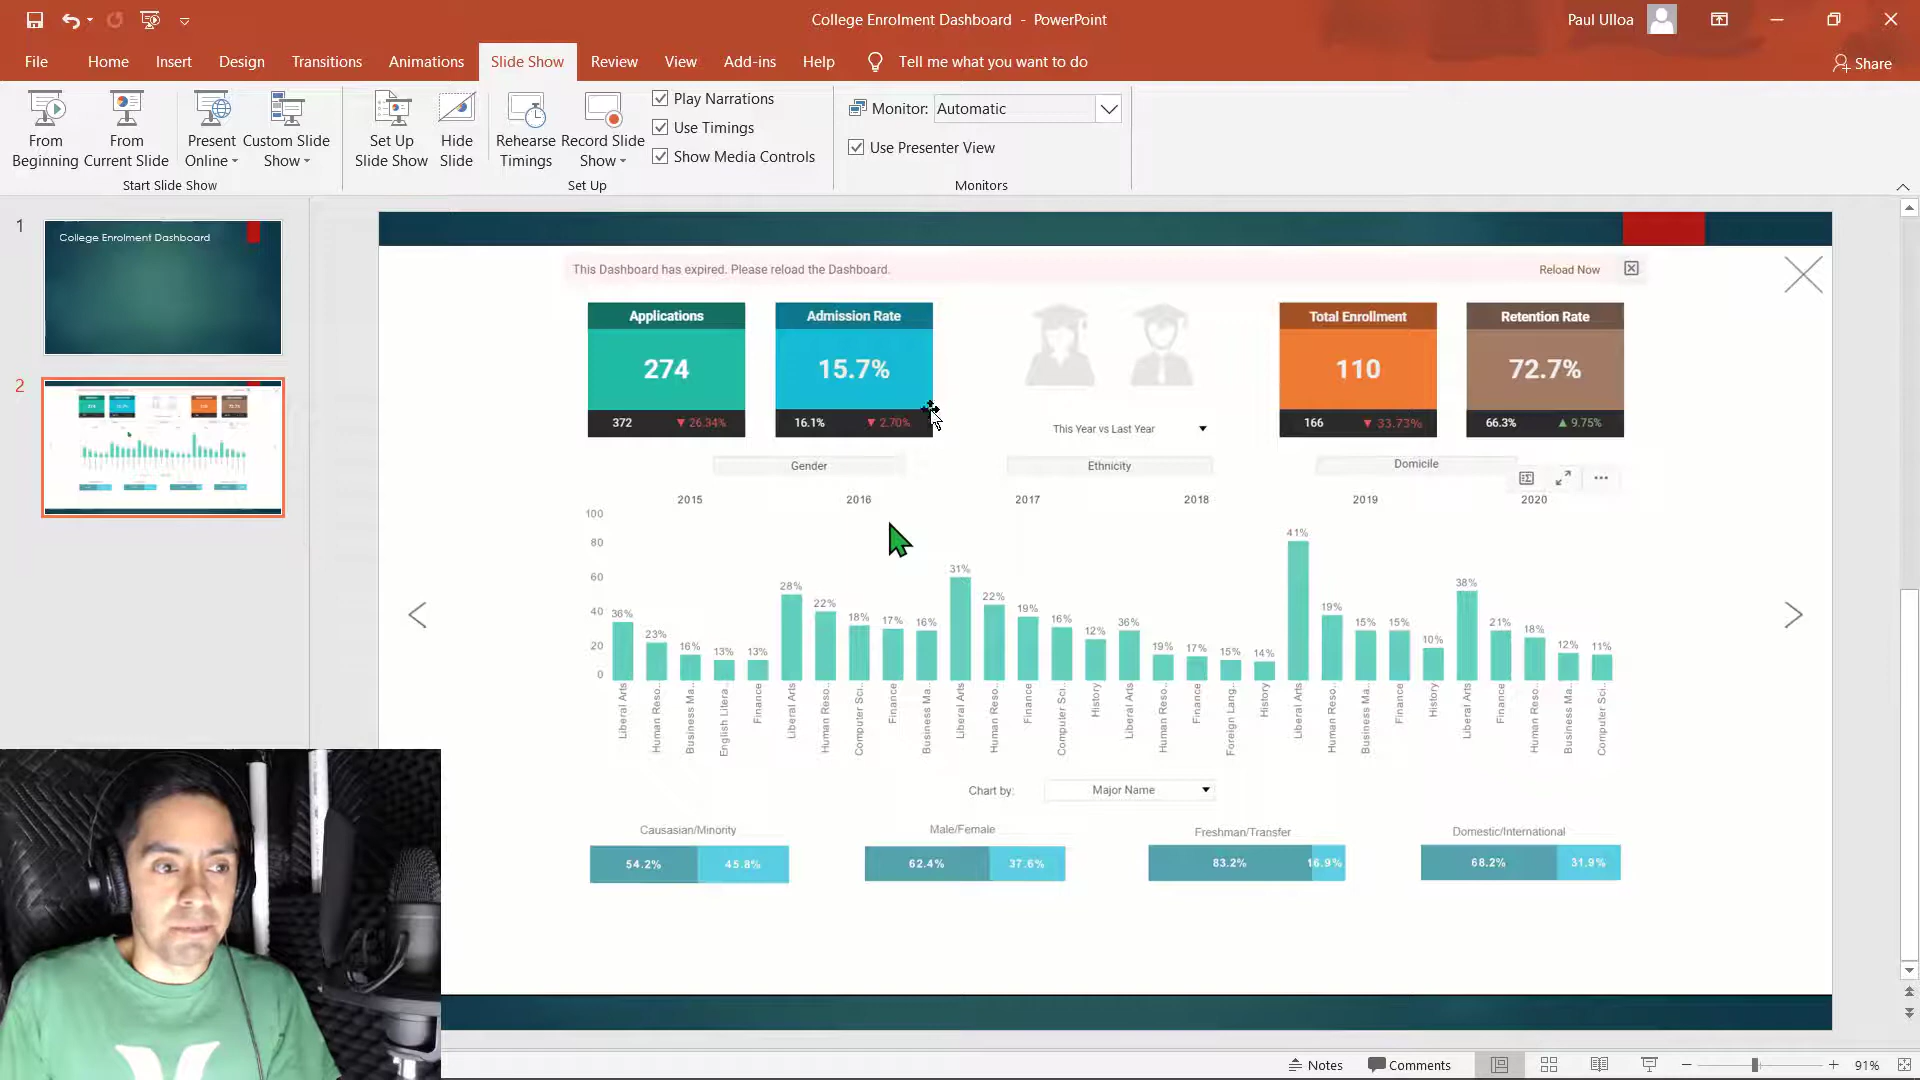 College Enrolment Dashboard - PowerPoint
Paul Ulloa
File Home Insert Design Transitions Animations Slide Show Review View Add-ins Help Tell me what you want to do
Share
From Beginning
From Current Slide
Present Online
Custom Slide Show
Start Slide Show
Set Up Slide Show
Hide Slide
Rehearse Timings
Record Slide Show
Play Narrations
Use Timings
Show Media Controls
Set Up
Monitor: Automatic
Use Presenter View
Monitors
1
College Enrolment Dashboard
2
This Dashboard has expired. Please reload the Dashboard.
Reload Now
Applications
274
372 ▼ 26.34%
Admission Rate
15.7%
16.1% ▼ 2.70%
This Year vs Last Year
Total Enrollment
110
166 ▼ 33.73%
Retention Rate
72.7%
66.3% ▲ 9.75%
Gender Ethnicity Domicile
2015 2016 2017 2018 2019 2020
100
80
60
40
20
0
36% 23% 16% 13% 13% 28% 22% 18% 17% 16% 31% 22% 19% 16% 12% 36% 19% 17% 15% 14% 41% 19% 15% 15% 10% 38% 21% 18% 12% 11%
Liberal Arts
Human Reso..
Business Ma..
English Litera..
Finance
Liberal Arts
Human Reso..
Computer Sci..
Finance
Business Ma..
Liberal Arts
Human Reso..
Finance
Computer Sci..
History
Liberal Arts
Human Reso..
Finance
Foreign Lang..
History
Liberal Arts
Human Reso..
Business Ma..
Finance
History
Liberal Arts
Finance
Human Reso..
Business Ma..
Computer Sci..
Chart by: Major Name
Causasian/Minority
54.2% 45.8%
Male/Female
62.4% 37.6%
Freshman/Transfer
83.2% 16.9%
Domestic/International
68.2% 31.9%
Notes Comments 91%